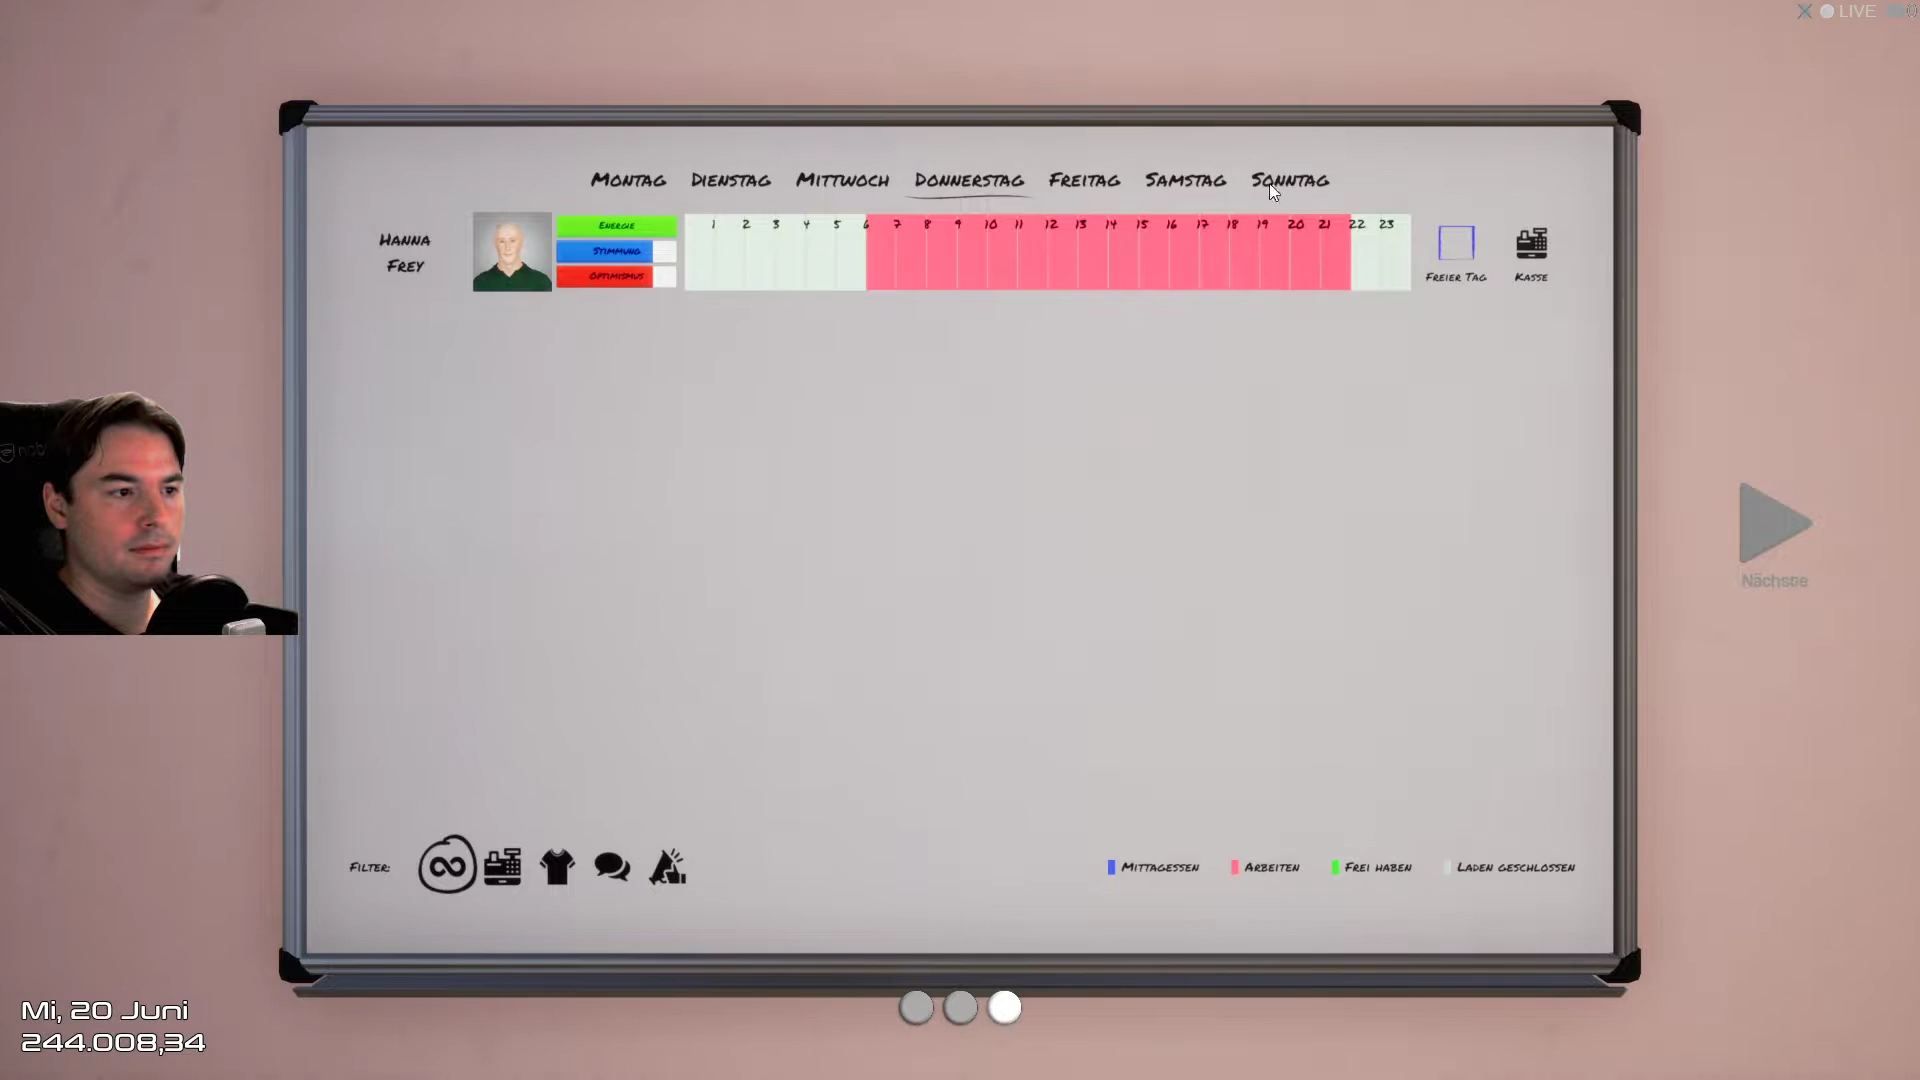 LIVE
MONTAG DIENSTAG MITTWOCH DONNERSTAG FREITAG SAMSTAG SONNTAG
HANNA
FREY
ENERGIE
STIMMUNG
OPTIMISMUS
1 2 3 4 5 6 7 8 9 10 11 12 13 14 15 16 17 18 19 20 21 22 23
FREIER TAG
KASSE
Nächste
FILTER:
MITTAGESSEN
ARBEITEN
FREI HABEN
LADEN GESCHLOSSEN
Mi, 20 Juni
244.008,34